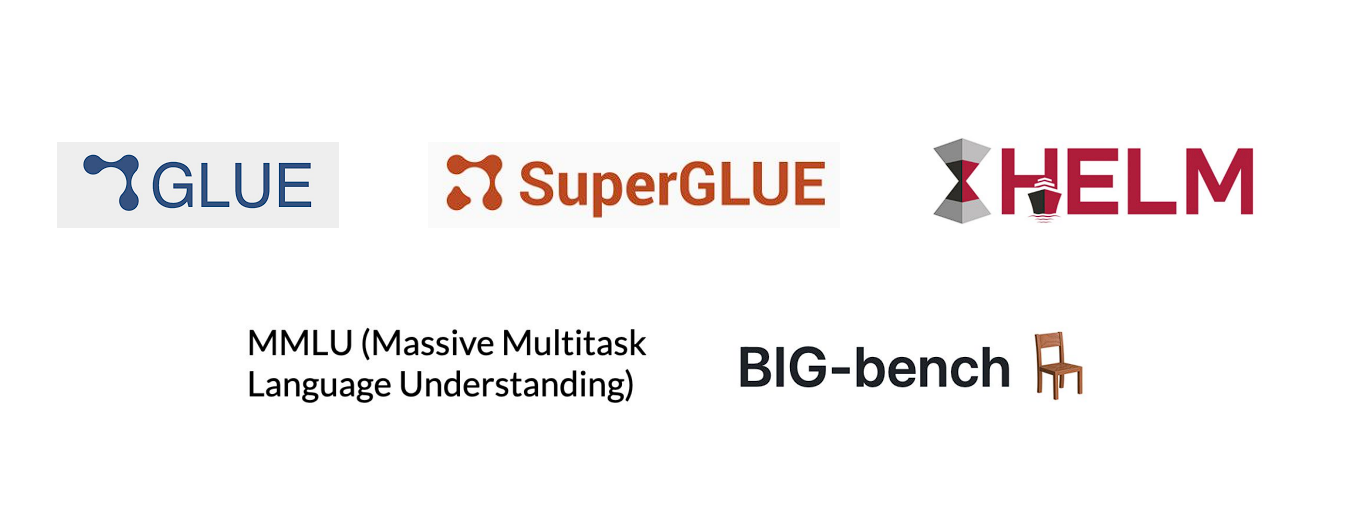 GLUE
SuperGLUE
HELM
MMLU (Massive Multitask
Language Understanding)
BIG-bench